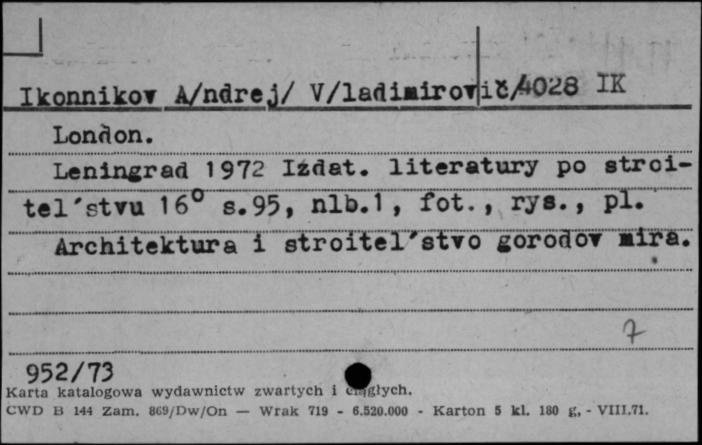 Ikonnikov A/ndrej/ V/ladimirovič/4028 IK
London.
Leningrad 1972 Izdat. literatury po stroi-
tel´stvu 16° s.95, nlb.1, fot., rys., pl.
Architektura i stroitel´stvo gorodov mira.
7
952/73
Karta katalogowa wydawnictw zwartych i ciągłych.
CWD B 144 Zam. 869/Dw/On — Wrak 719 - 6.520.000 - Karton 5 kl. 180 g, - VIII.71.